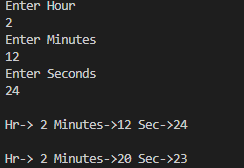 Enter Hour
2
Enter Minutes
12
Enter Seconds
24
Hr-> 2 Minutes->12 Sec->24
Hr-> 2 Minutes->20 Sec->23